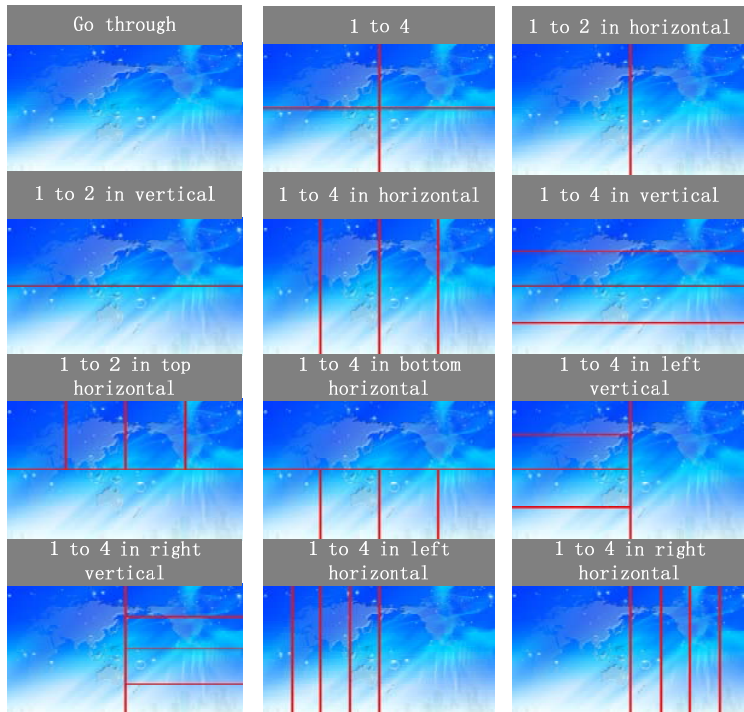 Go through
1 to 4
1 to 2 in horizontal
1 to 2 in vertical
1 to 4 in horizontal
1 to 4 in vertical
1 to 2 in top
horizontal
1 to 4 in bottom
horizontal
1 to 4 in left
vertical
1 to 4 in right
vertical
1 to 4 in left
horizontal
1 to 4 in right
horizontal